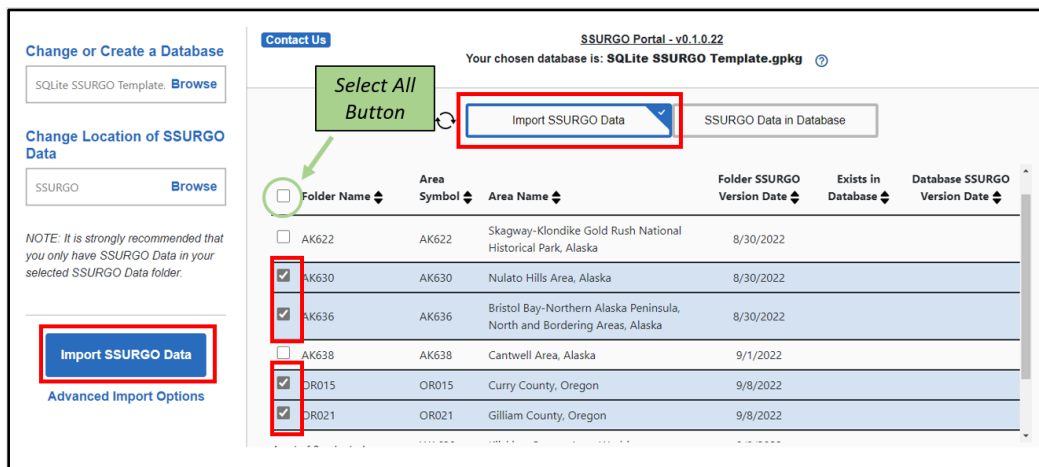 Change or Create a Database
SQLite SSURGO Template. Browse
Change Location of SSURGO
Data
SSURGO Browse
NOTE: It is strongly recommended that
you only have SSURGO Data in your
selected SSURGO Data folder.
Import SSURGO Data
Advanced Import Options
Contact Us
SSURGO Portal - v0.1.0.22
Your chosen database is: SQLite SSURGO Template.gpkg
Select All
Button
Import SSURGO Data
SSURGO Data in Database
Folder Name Area Symbol Area Name Folder SSURGO Version Date Exists in Database Database SSURGO Version Date
AK622 AK622 Skagway-Klondike Gold Rush National
Historical Park, Alaska 8/30/2022
AK630 AK630 Nulato Hills Area, Alaska 8/30/2022
AK636 AK636 Bristol Bay-Northern Alaska Peninsula,
North and Bordering Areas, Alaska 8/30/2022
AK638 AK638 Cantwell Area, Alaska 9/1/2022
OR015 OR015 Curry County, Oregon 9/8/2022
OR021 OR021 Gilliam County, Oregon 9/8/2022